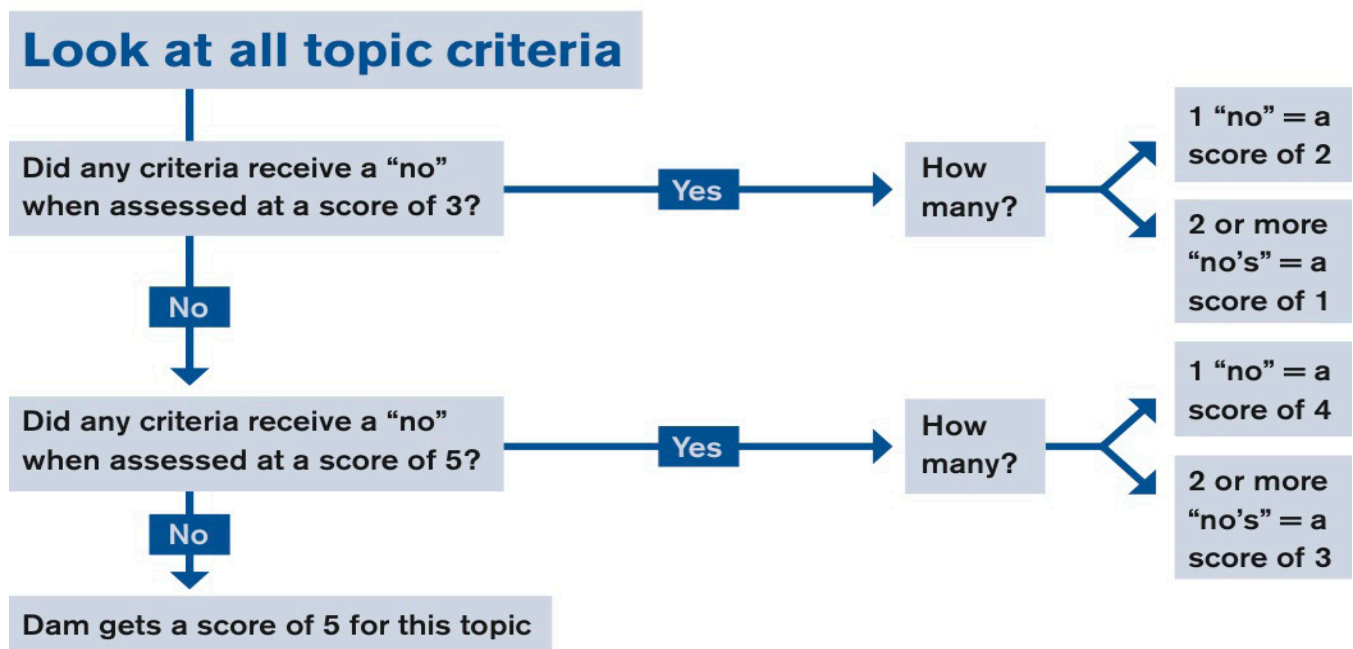 Look at all topic criteria
Did any criteria receive a “no”
when assessed at a score of 3?
Yes
How
many?
1 “no” = a
score of 2
2 or more
“no's” = a
score of 1
No
Did any criteria receive a “no”
when assessed at a score of 5?
Yes
How
many?
1 “no” = a
score of 4
2 or more
“no's” = a
score of 3
No
Dam gets a score of 5 for this topic